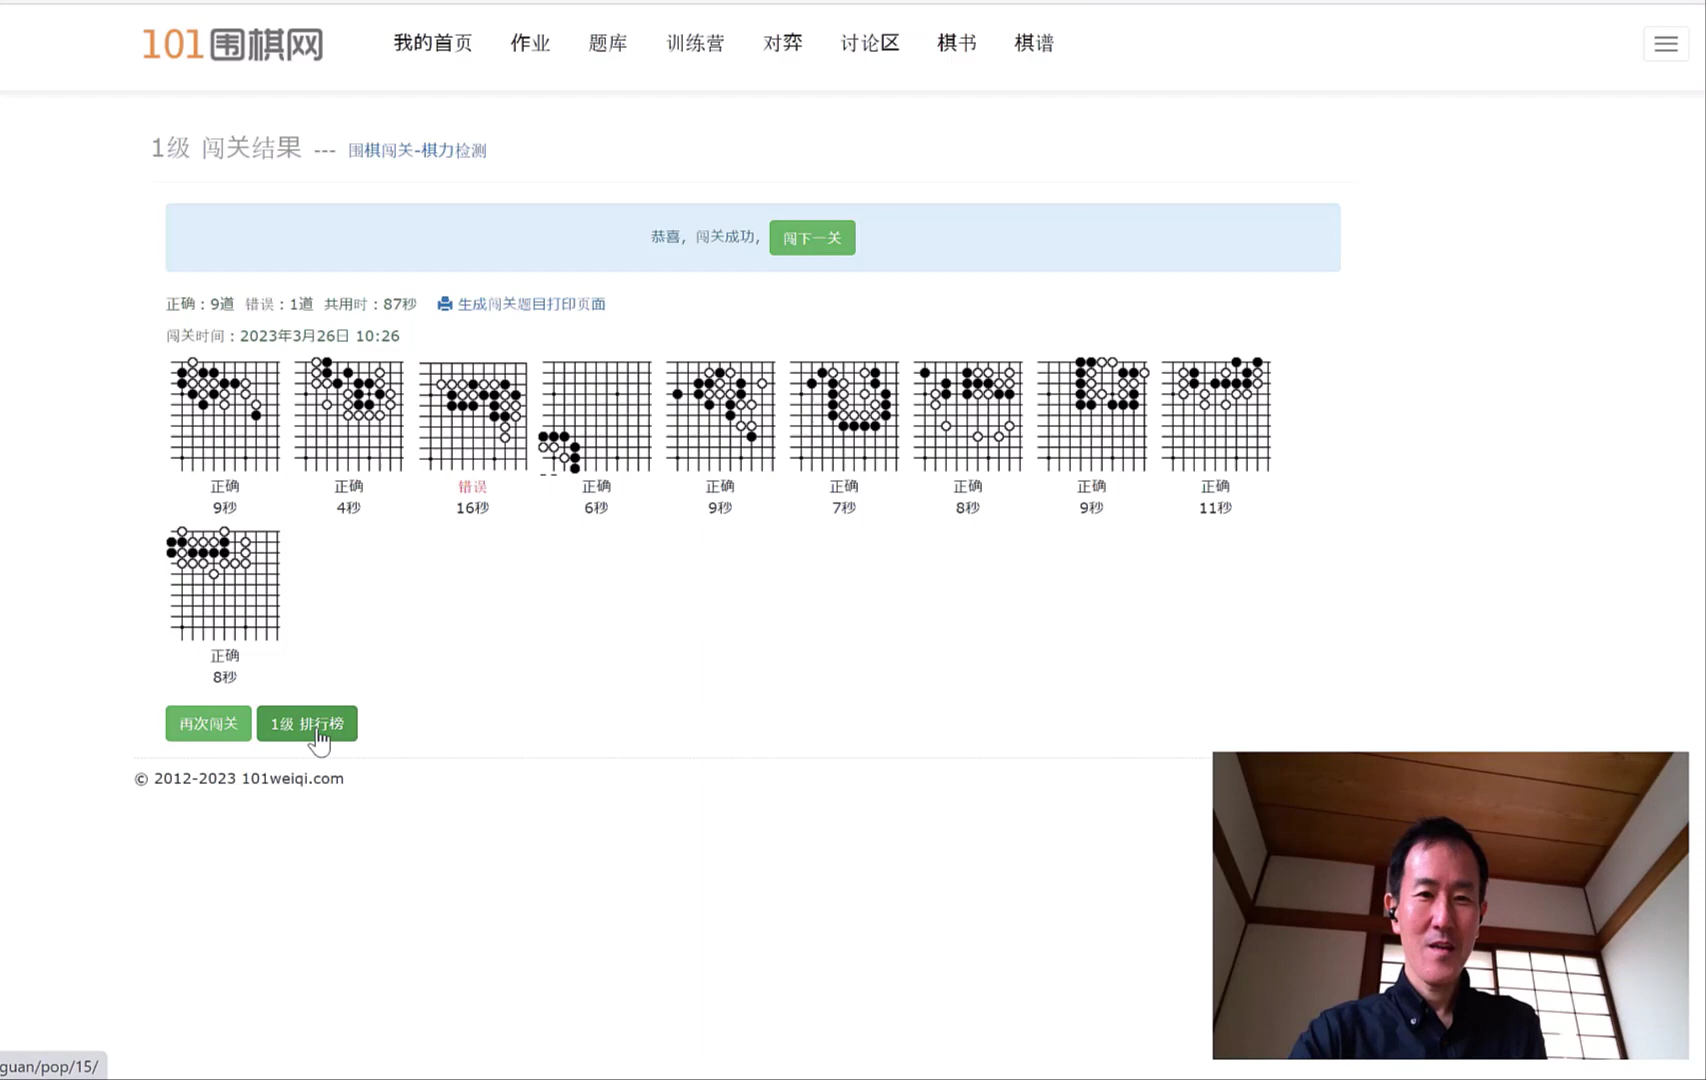 101围棋网
我的首页 作业 题库 训练营 对弈 讨论区 棋书 棋谱
1级 闯关结果 --- 围棋闯关-棋力检测
恭喜，闯关成功， 闯下一关
正确：9道 错误：1道 共用时：87秒 生成闯关题目打印页面
闯关时间：2023年3月26日 10:26
正确 正确 错误 正确 正确 正确 正确 正确 正确
9秒 4秒 16秒 6秒 9秒 7秒 8秒 9秒 11秒
正确
8秒
再次闯关 1级 排行榜
© 2012-2023 101weiqi.com
guan/pop/15/